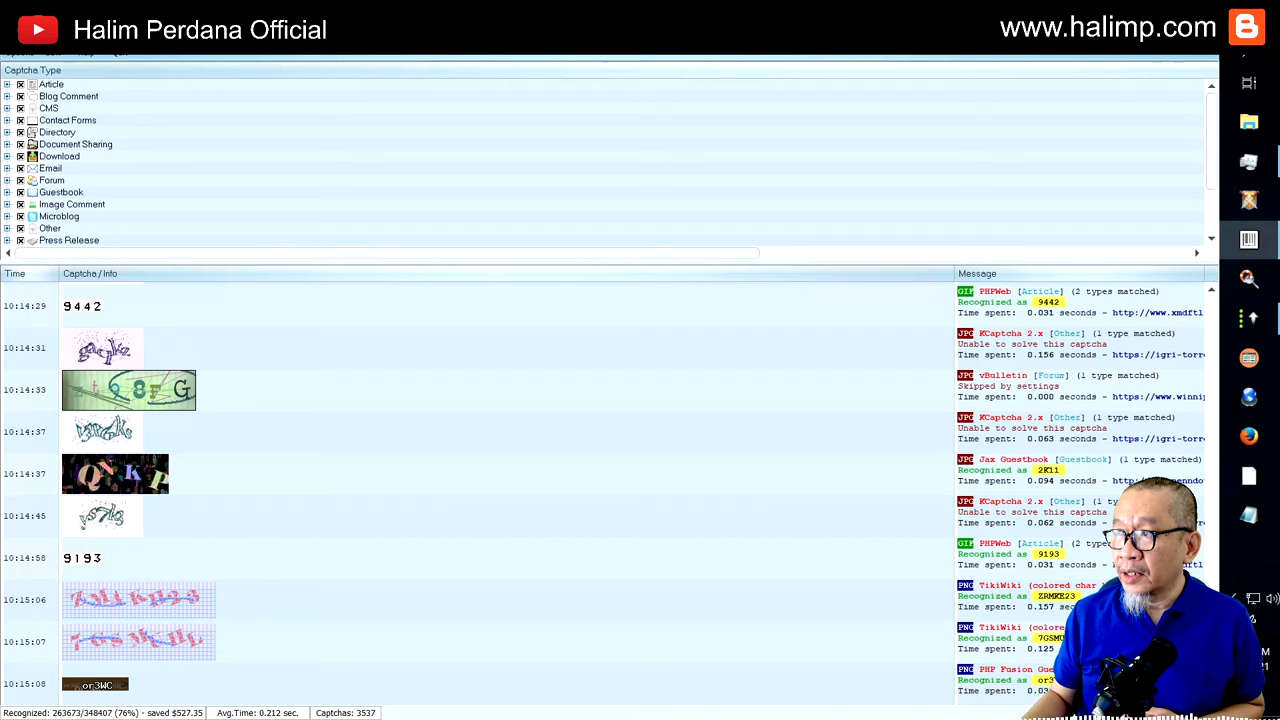 Halim Perdana Official
www.halimp.com
Captcha Type
Article
Blog Comment
CMS
Contact Forms
Directory
Document Sharing
Download
Email
Forum
Guestbook
Image Comment
Microblog
Other
Press Release
Time Captcha / Info Message
10:14:29 9442 GIF PHPWeb [Article] (2 types matched)
Recognized as 9442
Time spent: 0.031 seconds - http://www.xmdftl
10:14:31 JPG KCaptcha 2.x [Other] (1 type matched)
Unable to solve this captcha
Time spent: 0.156 seconds - https://igri-torre
10:14:33 JPG vBulletin [Forum] (1 type matched)
Skipped by settings
Time spent: 0.000 seconds - https://www.winnip
10:14:37 JPG KCaptcha 2.x [Other] (1 type matched)
Unable to solve this captcha
Time spent: 0.063 seconds - https://igri-torre
10:14:37 JPG Jax Guestbook [Guestbook] (1 type matched)
Recognized as 2K11
Time spent: 0.094 seconds -
10:14:45 JPG KCaptcha 2.x [Other] (1
Unable to solve this captcha
Time spent: 0.062 seconds -
10:14:58 9193 GIF PHPWeb [Article] (2
Recognized as 9193
Time spent: 0.031 seconds
10:15:06 PNG TikiWiki (colored char
Recognized as ZRMKE23
Time spent: 0.157
10:15:07 PNG TikiWiki
Recognized as 7GSMU
Time spent: 0.125
10:15:08 or3WC PNG PHP Fusion
Recognized as or3
Time spent:
Recognized: 263673/348407 (76%) - saved $527.35 Avg.Time: 0.212 sec. Captchas: 3537